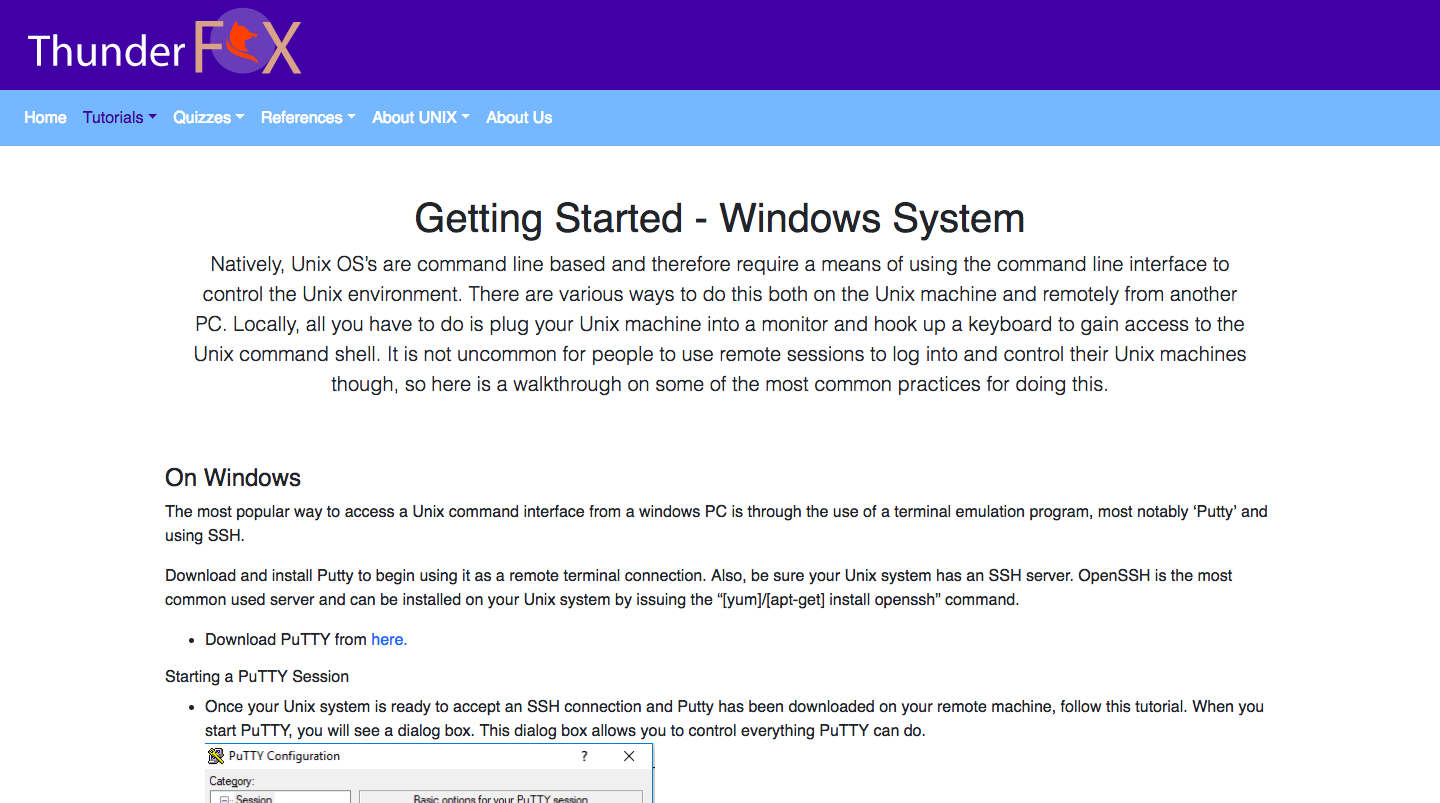 Thunder FOX
Home Tutorials Quizzes References About UNIX About Us
Getting Started - Windows System
Natively, Unix OS’s are command line based and therefore require a means of using the command line interface to
control the Unix environment. There are various ways to do this both on the Unix machine and remotely from another
PC. Locally, all you have to do is plug your Unix machine into a monitor and hook up a keyboard to gain access to the
Unix command shell. It is not uncommon for people to use remote sessions to log into and control their Unix machines
though, so here is a walkthrough on some of the most common practices for doing this.
On Windows
The most popular way to access a Unix command interface from a windows PC is through the use of a terminal emulation program, most notably ‘Putty’ and
using SSH.
Download and install Putty to begin using it as a remote terminal connection. Also, be sure your Unix system has an SSH server. OpenSSH is the most
common used server and can be installed on your Unix system by issuing the “[yum]/[apt-get] install openssh” command.
• Download PuTTY from here.
Starting a PuTTY Session
• Once your Unix system is ready to accept an SSH connection and Putty has been downloaded on your remote machine, follow this tutorial. When you
start PuTTY, you will see a dialog box. This dialog box allows you to control everything PuTTY can do.
PuTTY Configuration ? ×
Category:
Session Basic options for your PuTTY session